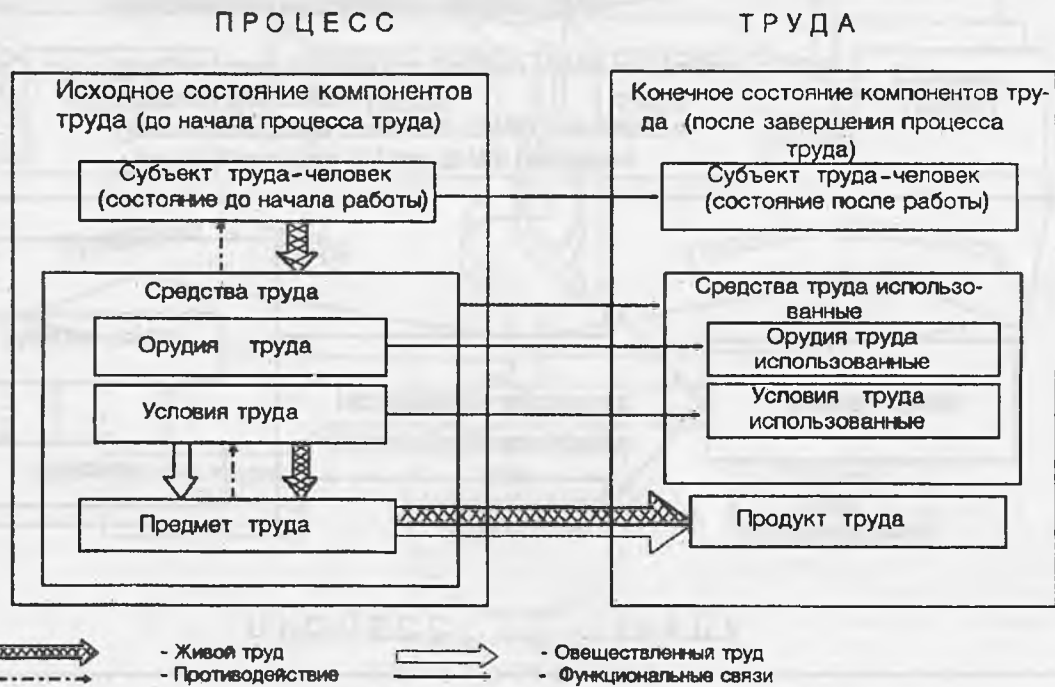 ПРОЦЕСС ТРУДА
Исходное состояние компонентов
труда (до начала процесса труда)
Субъект труда-человек
(состояние до начала работы)
Средства труда
Орудия труда
Условия труда
Предмет труда
Конечное состояние компонентов тру-
да (после завершения процесса
труда)
Субъект труда-человек
(состояние после работы)
Средства труда использо-
ванные
Орудия труда
использованные
Условия труда
использованные
Продукт труда
- Живой труд
- Противодействие
- Овеществленный труд
- Функциональные связи